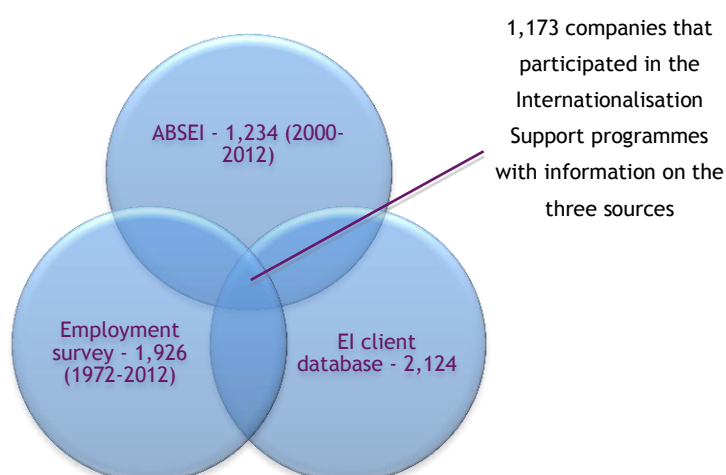 1,173 companies that
participated in the
Internationalisation
Support programmes
with information on the
three sources
ABSEI - 1,234 (2000-
2012)
Employment
survey - 1,926
(1972-2012)
EI client
database - 2,124